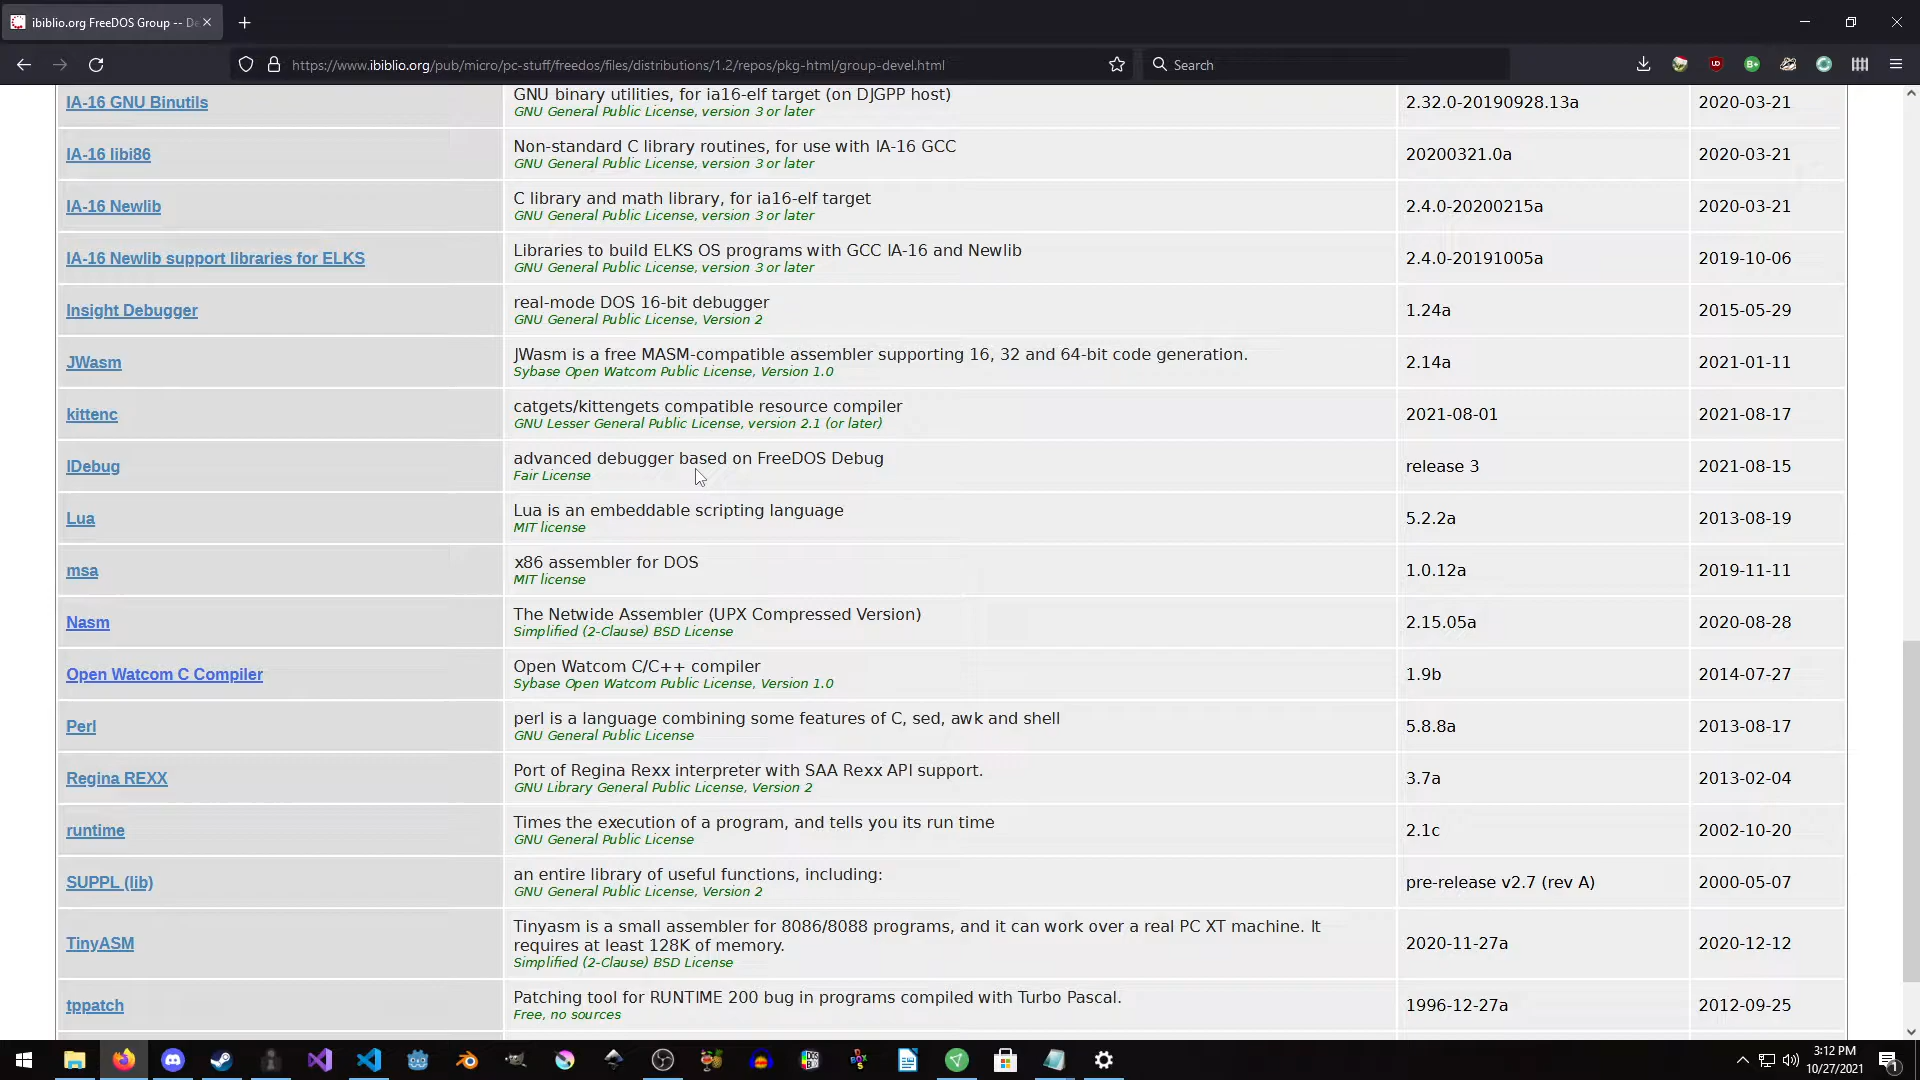 ibiblio.org FreeDOS Group -- De
https://www.ibiblio.org/pub/micro/pc-stuff/freedos/files/distributions/1.2/repos/pkg-html/group-devel.html
Search
IA-16 GNU Binutils
GNU binary utilities, for ia16-elf target (on DJGPP host)
GNU General Public License, version 3 or later
2.32.0-20190928.13a
2020-03-21
IA-16 libi86
Non-standard C library routines, for use with IA-16 GCC
GNU General Public License, version 3 or later
20200321.0a
2020-03-21
IA-16 Newlib
C library and math library, for ia16-elf target
GNU General Public License, version 3 or later
2.4.0-20200215a
2020-03-21
IA-16 Newlib support libraries for ELKS
Libraries to build ELKS OS programs with GCC IA-16 and Newlib
GNU General Public License, version 3 or later
2.4.0-20191005a
2019-10-06
Insight Debugger
real-mode DOS 16-bit debugger
GNU General Public License, Version 2
1.24a
2015-05-29
JWasm
JWasm is a free MASM-compatible assembler supporting 16, 32 and 64-bit code generation.
Sybase Open Watcom Public License, Version 1.0
2.14a
2021-01-11
kittenc
catgets/kittengets compatible resource compiler
GNU Lesser General Public License, version 2.1 (or later)
2021-08-01
2021-08-17
lDebug
advanced debugger based on FreeDOS Debug
Fair License
release 3
2021-08-15
Lua
Lua is an embeddable scripting language
MIT license
5.2.2a
2013-08-19
msa
x86 assembler for DOS
MIT license
1.0.12a
2019-11-11
Nasm
The Netwide Assembler (UPX Compressed Version)
Simplified (2-Clause) BSD License
2.15.05a
2020-08-28
Open Watcom C Compiler
Open Watcom C/C++ compiler
Sybase Open Watcom Public License, Version 1.0
1.9b
2014-07-27
Perl
perl is a language combining some features of C, sed, awk and shell
GNU General Public License
5.8.8a
2013-08-17
Regina REXX
Port of Regina Rexx interpreter with SAA Rexx API support.
GNU Library General Public License, Version 2
3.7a
2013-02-04
runtime
Times the execution of a program, and tells you its run time
GNU General Public License
2.1c
2002-10-20
SUPPL (lib)
an entire library of useful functions, including:
GNU General Public License, Version 2
pre-release v2.7 (rev A)
2000-05-07
TinyASM
Tinyasm is a small assembler for 8086/8088 programs, and it can work over a real PC XT machine. It
requires at least 128K of memory.
Simplified (2-Clause) BSD License
2020-11-27a
2020-12-12
tppatch
Patching tool for RUNTIME 200 bug in programs compiled with Turbo Pascal.
Free, no sources
1996-12-27a
2012-09-25
3:12 PM
10/27/2021
1